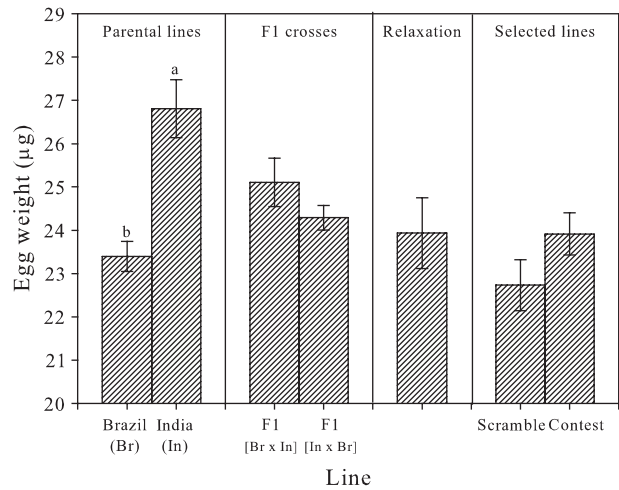 29
28
27
26
25
24
23
22
21
20
Egg weight (µg)
Parental lines
F1 crosses
Relaxation
Selected lines
a
b
Brazil India
(Br) (In)
F1 F1
[Br x In] [In x Br]
Scramble Contest
Line